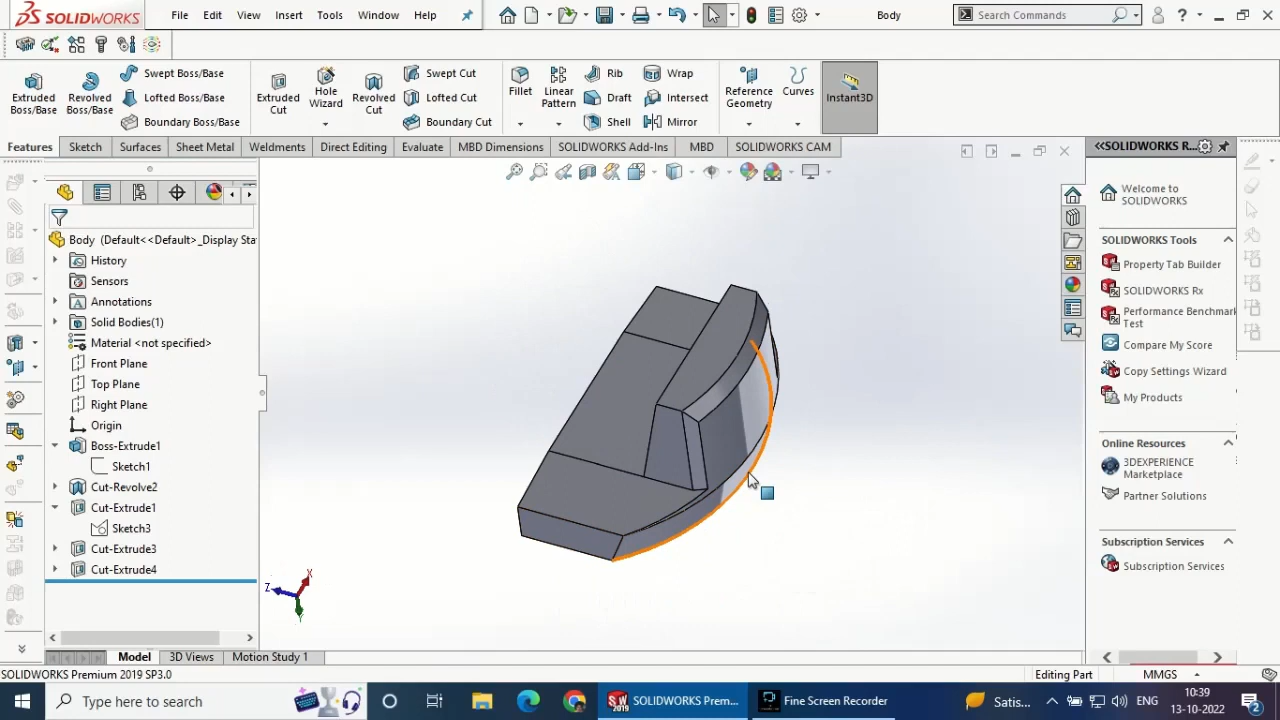 SOLIDWORKS File Edit View Insert Tools Window Help Body Search Commands ?
Extruded Boss/Base
Revolved Boss/Base
Swept Boss/Base
Lofted Boss/Base
Boundary Boss/Base
Extruded Cut
Hole Wizard
Revolved Cut
Swept Cut
Lofted Cut
Boundary Cut
Fillet
Linear Pattern
Rib
Draft
Shell
Wrap
Intersect
Mirror
Reference Geometry
Curves
Instant3D
Features Sketch Surfaces Sheet Metal Weldments Direct Editing Evaluate MBD Dimensions SOLIDWORKS Add-Ins MBD SOLIDWORKS CAM
Body (Default<<Default>_Display Sta
History
Sensors
Annotations
Solid Bodies(1)
Material <not specified>
Front Plane
Top Plane
Right Plane
Origin
Boss-Extrude1
Sketch1
Cut-Revolve2
Cut-Extrude1
Sketch3
Cut-Extrude3
Cut-Extrude4
X
Z
<<SOLIDWORKS R...
Welcome to
SOLIDWORKS
SOLIDWORKS Tools
Property Tab Builder
SOLIDWORKS Rx
Performance Benchmark
Test
Compare My Score
Copy Settings Wizard
My Products
Online Resources
3DEXPERIENCE
Marketplace
Partner Solutions
Subscription Services
Subscription Services
Model 3D Views Motion Study 1
SOLIDWORKS Premium 2019 SP3.0 Editing Part MMGS
Type here to search
SOLIDWORKS Prem...
Fine Screen Recorder
Satis...
ENG
10:39
13-10-2022
2